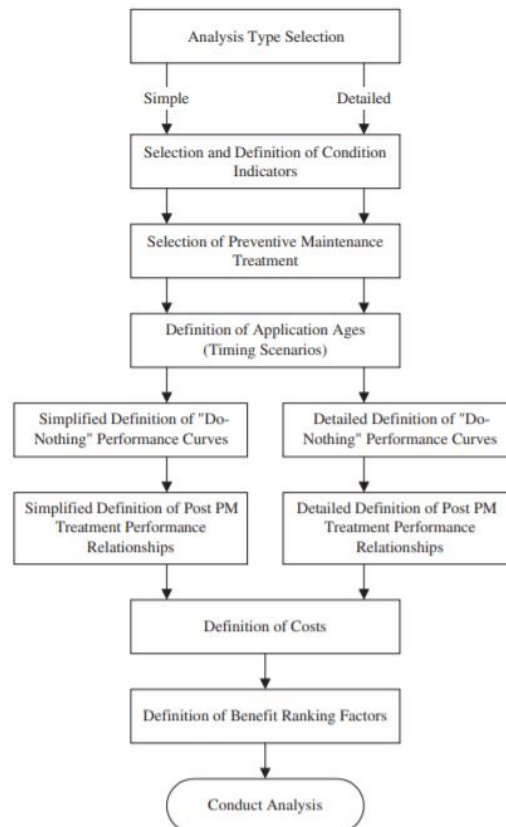 Analysis Type Selection
Simple
Detailed
Selection and Definition of Condition
Indicators
Selection of Preventive Maintenance
Treatment
Definition of Application Ages
(Timing Scenarios)
Simplified Definition of "Do-
Nothing" Performance Curves
Detailed Definition of "Do-
Nothing" Performance Curves
Simplified Definition of Post PM
Treatment Performance
Relationships
Detailed Definition of Post PM
Treatment Performance
Relationships
Definition of Costs
Definition of Benefit Ranking Factors
Conduct Analysis